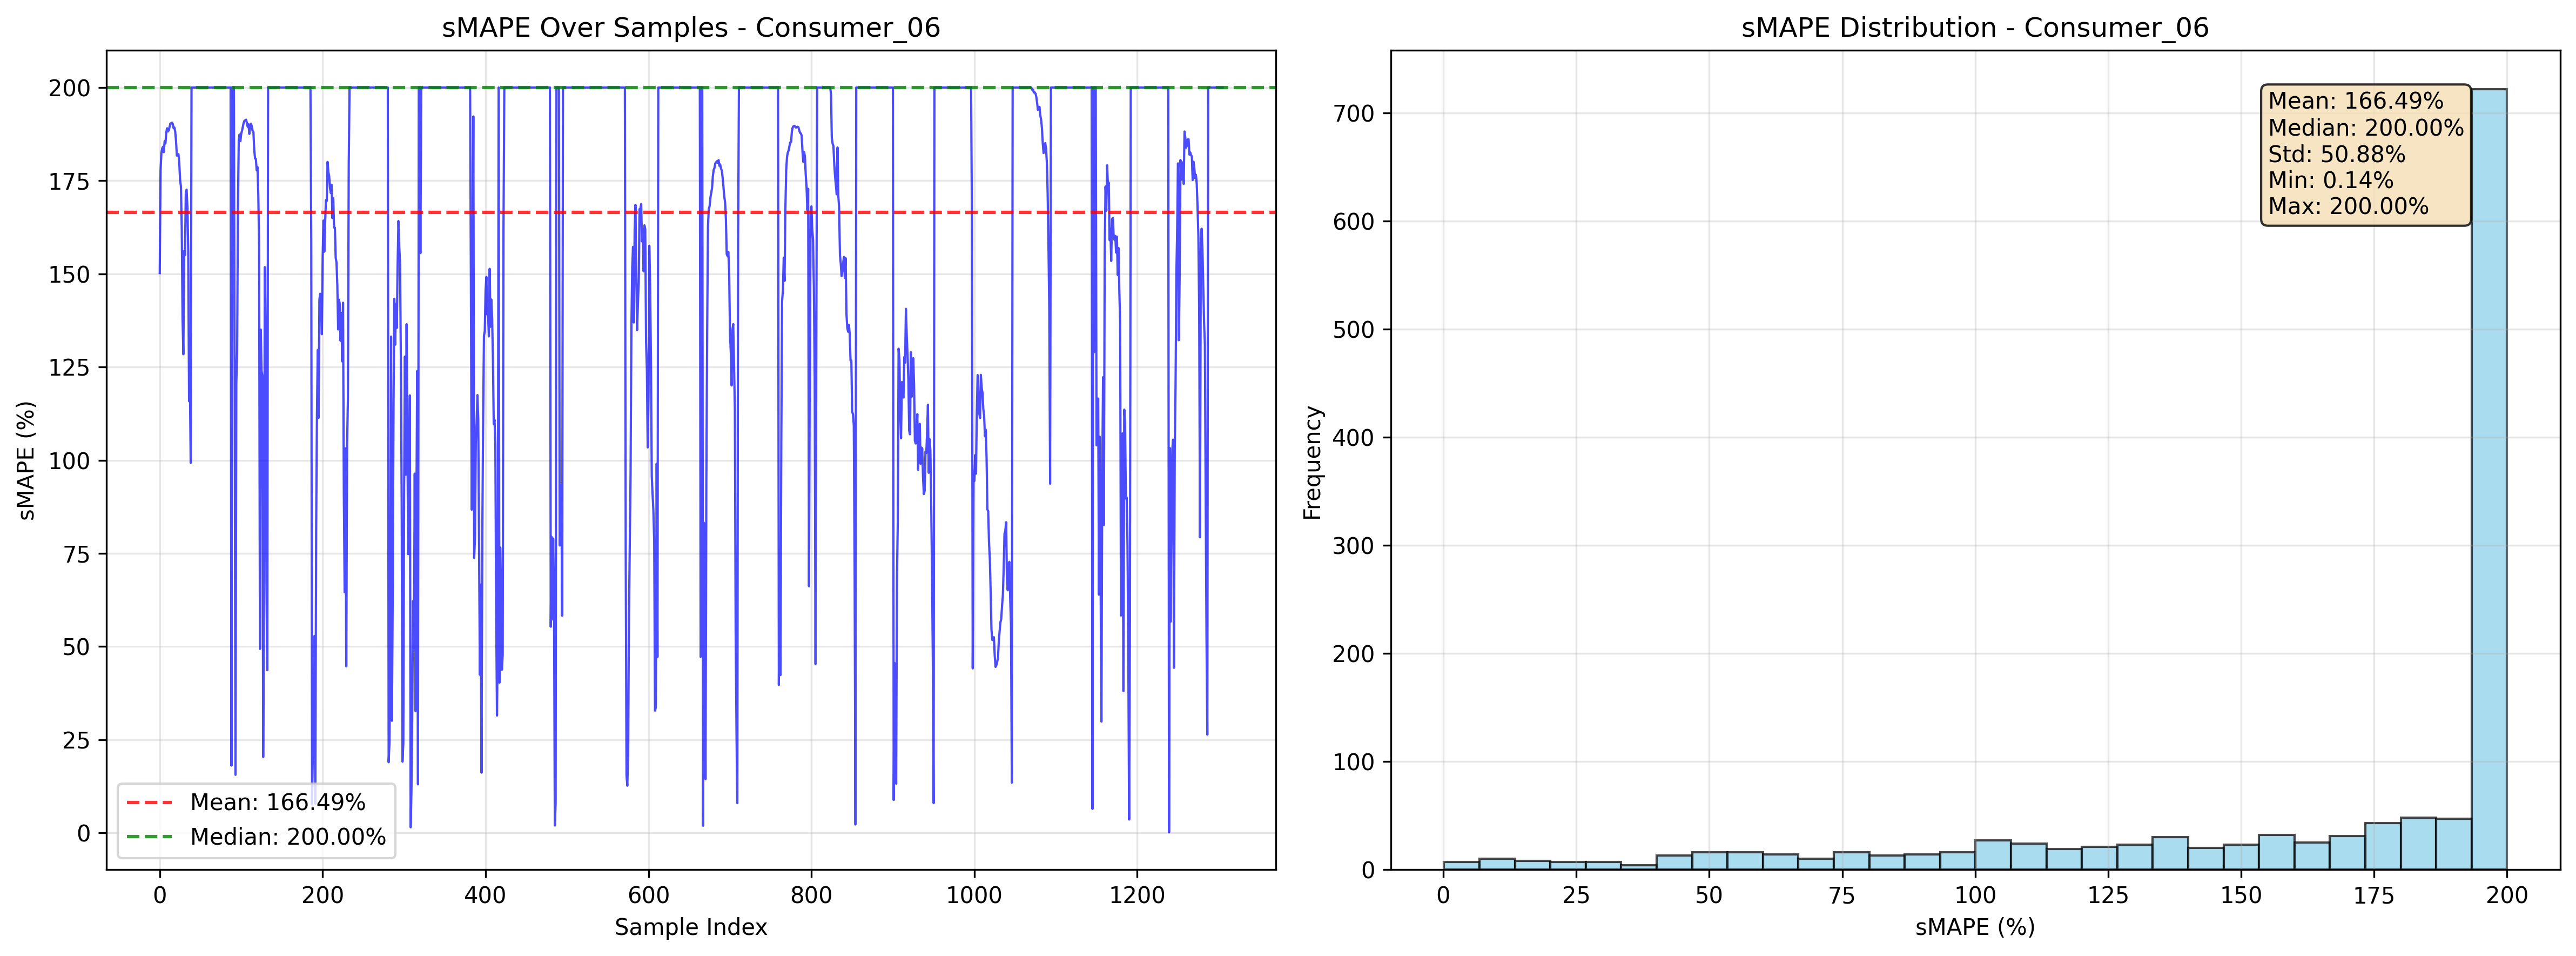 sMAPE Over Samples - Consumer_06
sMAPE (%)
200
175
150
125
100
75
50
25
0
Mean: 166.49%
Median: 200.00%
0 200 400 600 800 1000 1200
Sample Index
sMAPE Distribution - Consumer_06
Frequency
700
600
500
400
300
200
100
0
Mean: 166.49%
Median: 200.00%
Std: 50.88%
Min: 0.14%
Max: 200.00%
0 25 50 75 100 125 150 175 200
sMAPE (%)